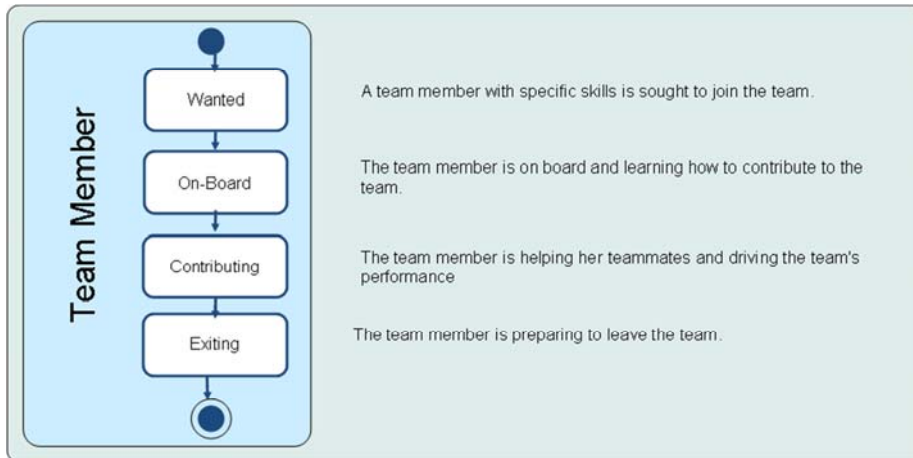 Team Member
Wanted
A team member with specific skills is sought to join the team.
On-Board
The team member is on board and learning how to contribute to the
team.
Contributing
The team member is helping her teammates and driving the team's
performance
Exiting
The team member is preparing to leave the team.